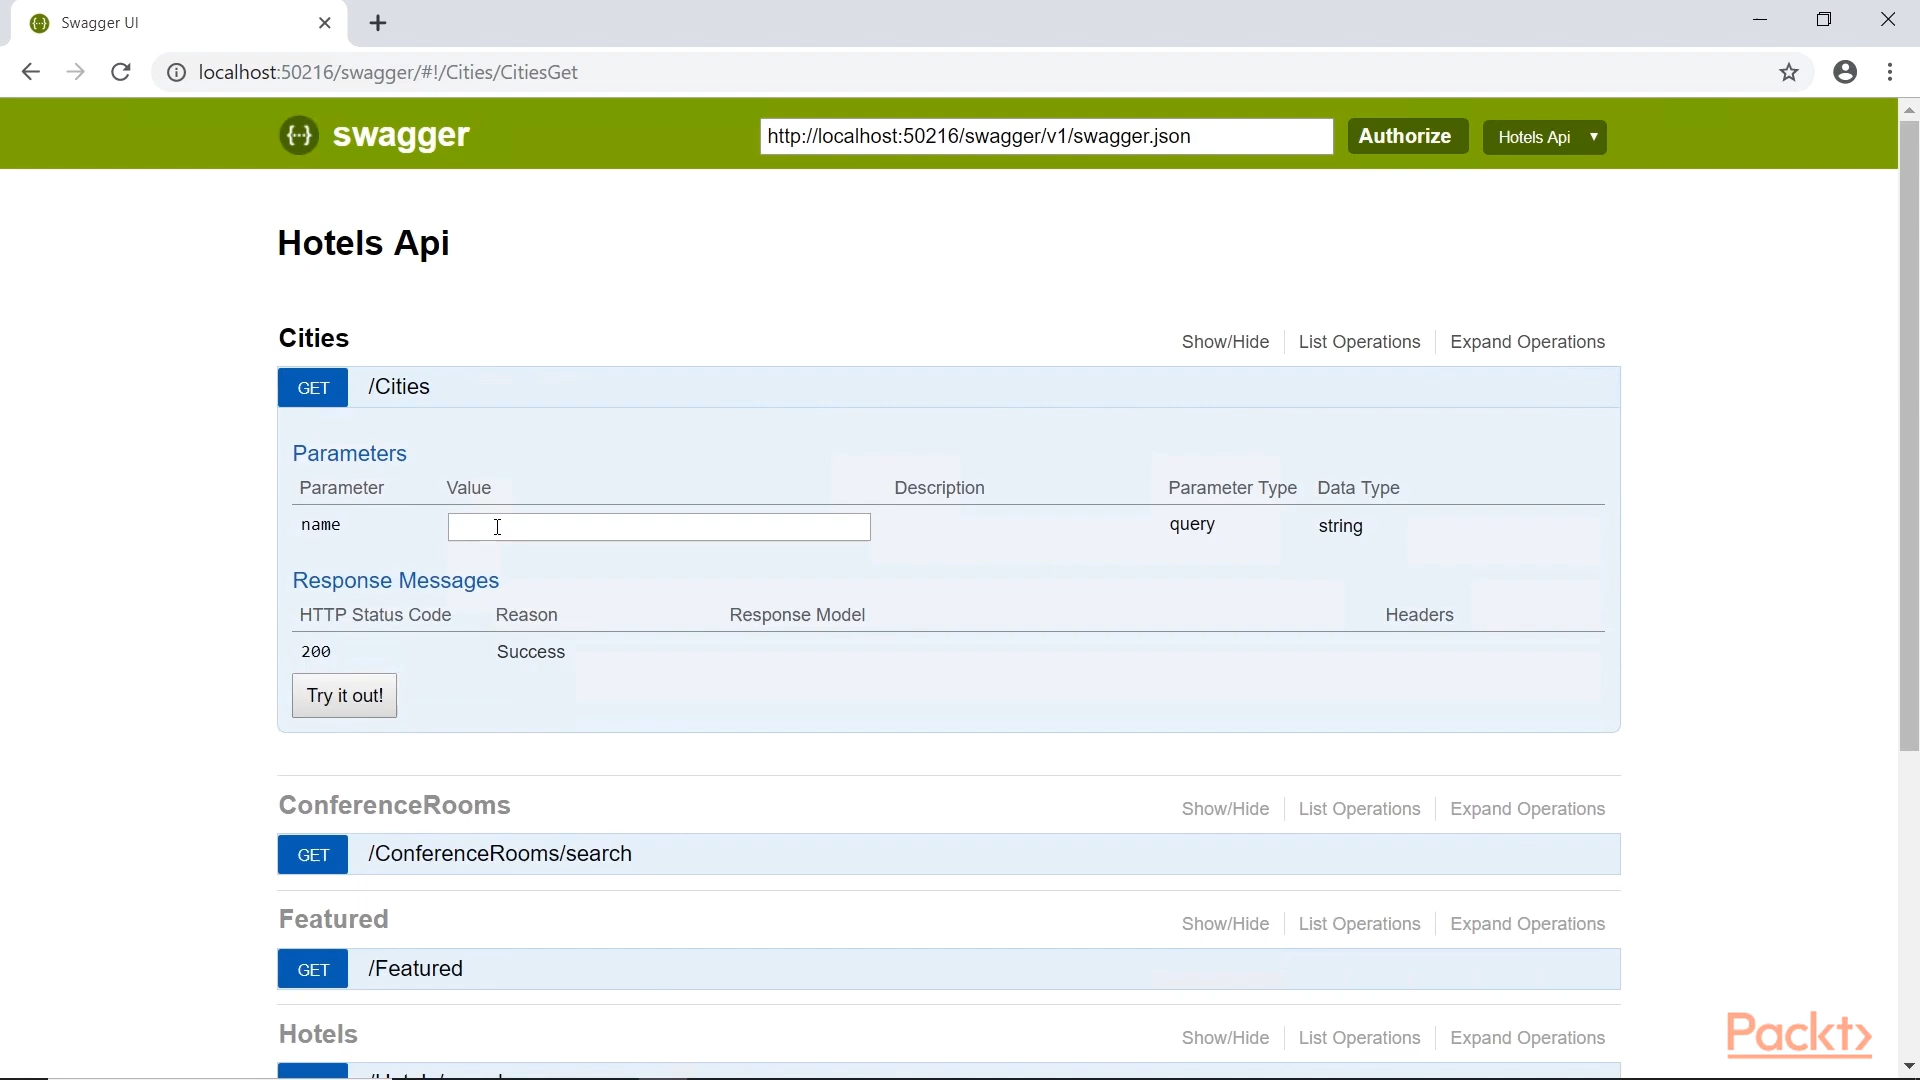 Swagger UI
localhost:50216/swagger/#!/Cities/CitiesGet
{···} swagger
http://localhost:50216/swagger/v1/swagger.json
Authorize
Hotels Api
Hotels Api
Cities
Show/Hide List Operations Expand Operations
GET /Cities
Parameters
Parameter Value Description Parameter Type Data Type
name query string
Response Messages
HTTP Status Code Reason Response Model Headers
200 Success
Try it out!
ConferenceRooms
Show/Hide List Operations Expand Operations
GET /ConferenceRooms/search
Featured
Show/Hide List Operations Expand Operations
GET /Featured
Hotels
Show/Hide List Operations Expand Operations
Packt>